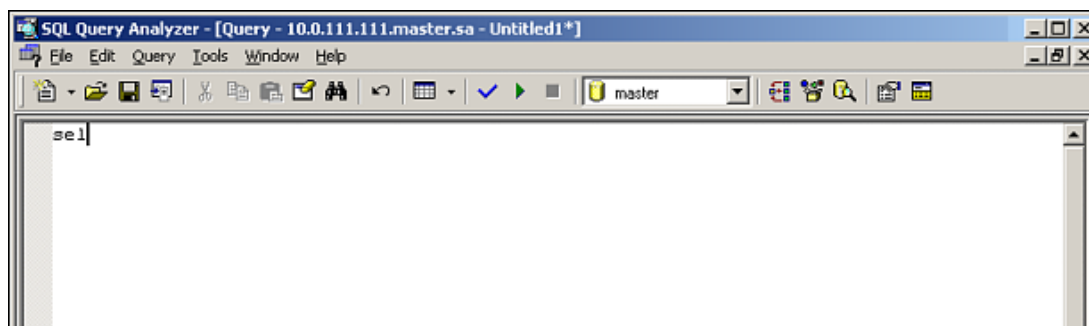 SQL Query Analyzer - [Query - 10.0.111.111.master.sa - Untitled1*]
File Edit Query Tools Window Help
master
sel